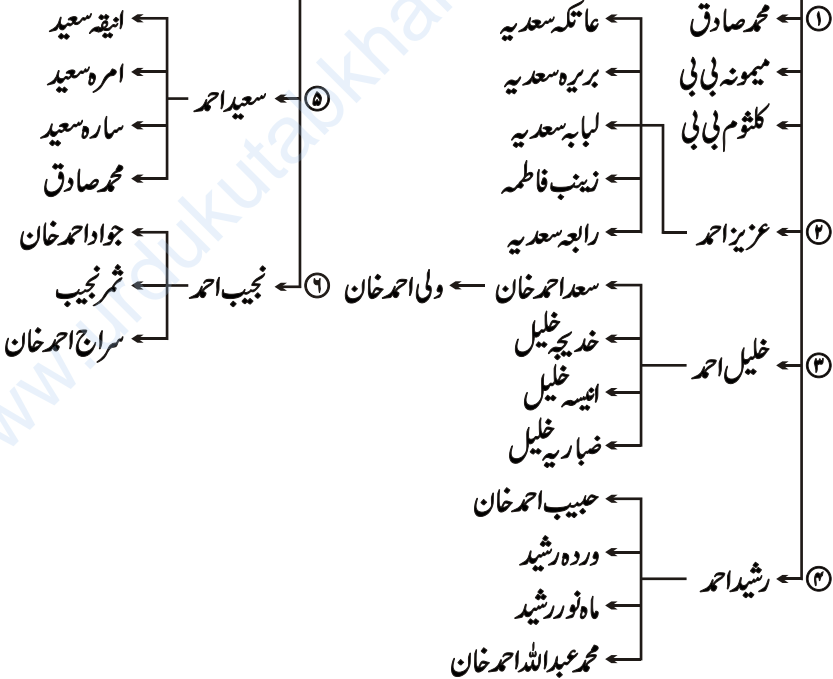 ① محمد صادق
میمونہ بی بی
کلثوم بی بی
② عزیز احمد
عاتکہ سعدیہ
بریرہ سعدیہ
لبابہ سعدیہ
زینب فاطمہ
رابعہ سعدیہ
③ خلیل احمد
سعد احمد خان
ولی احمد خان
خدیجہ خلیل
انیسہ خلیل
ضباریہ خلیل
④ رشید احمد
حبیب احمد خان
وردہ رشید
ماہ نور رشید
محمد عبداللہ احمد خان
⑤ سعید احمد
انیقہ سعید
امرہ سعید
سارہ سعید
محمد صادق
⑥ نجیب احمد
جواد احمد خان
ثمر نجیب
سراج احمد خان